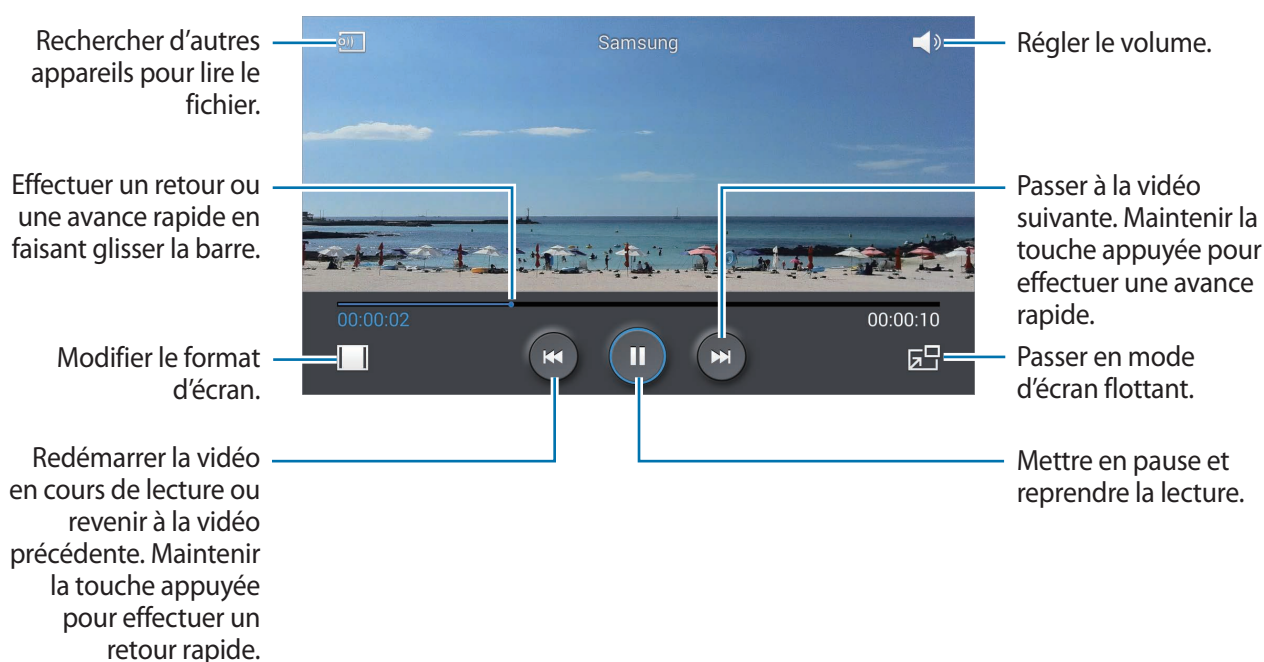 Rechercher d’autres
appareils pour lire le
fichier.
Samsung
Régler le volume.
Effectuer un retour ou
une avance rapide en
faisant glisser la barre.
Passer à la vidéo
suivante. Maintenir la
touche appuyée pour
effectuer une avance
rapide.
00:00:02
00:00:10
Modifier le format
d’écran.
Passer en mode
d’écran flottant.
Redémarrer la vidéo
en cours de lecture ou
revenir à la vidéo
précédente. Maintenir
la touche appuyée
pour effectuer un
retour rapide.
Mettre en pause et
reprendre la lecture.